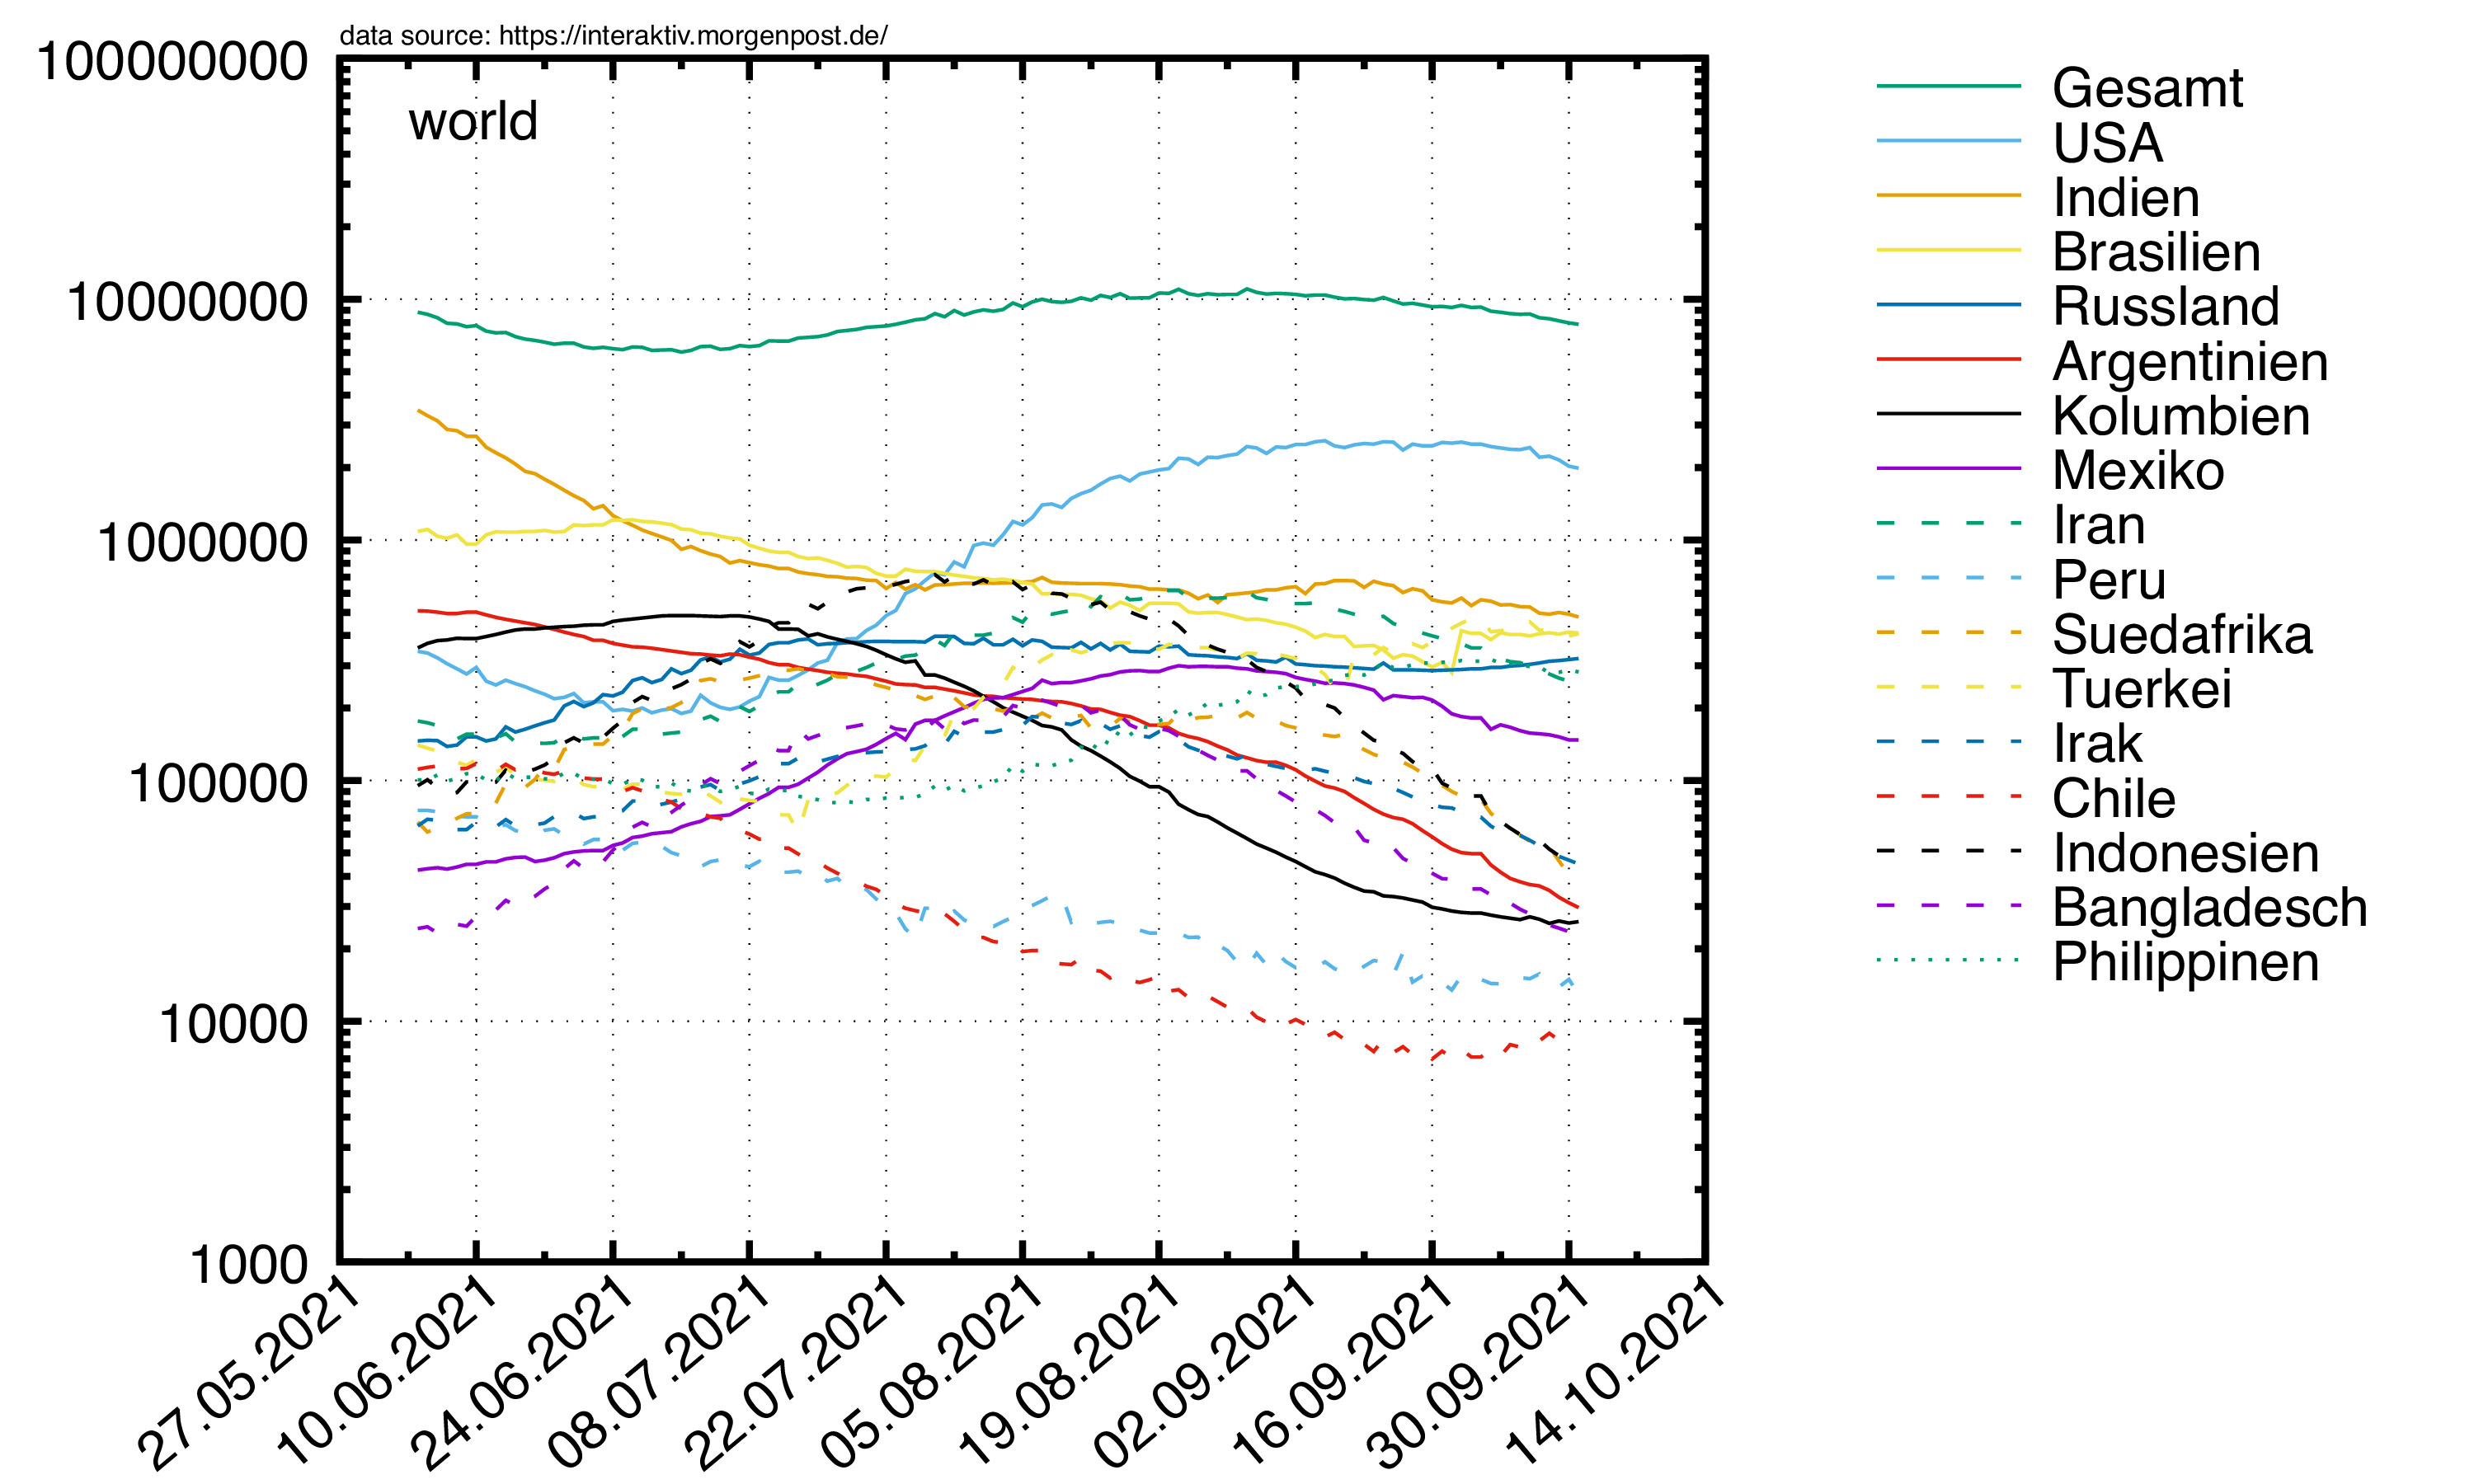 data source: https://interaktiv.morgenpost.de/
world
100000000
10000000
1000000
100000
10000
1000
27.05.2021
10.06.2021
24.06.2021
08.07.2021
22.07.2021
05.08.2021
19.08.2021
02.09.2021
16.09.2021
30.09.2021
14.10.2021
Gesamt
USA
Indien
Brasilien
Russland
Argentinien
Kolumbien
Mexiko
Iran
Peru
Suedafrika
Tuerkei
Irak
Chile
Indonesien
Bangladesch
Philippinen